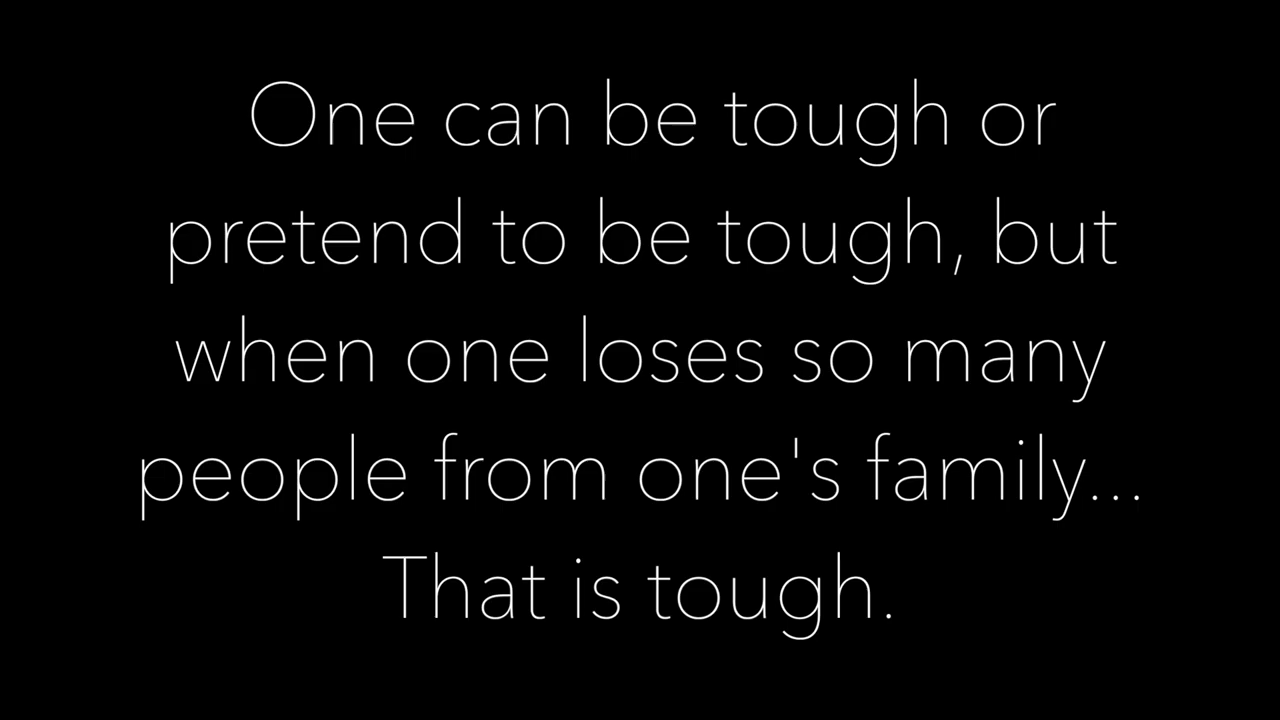 One can be tough or
pretend to be tough, but
when one loses so many
people from one's family...
That is tough.